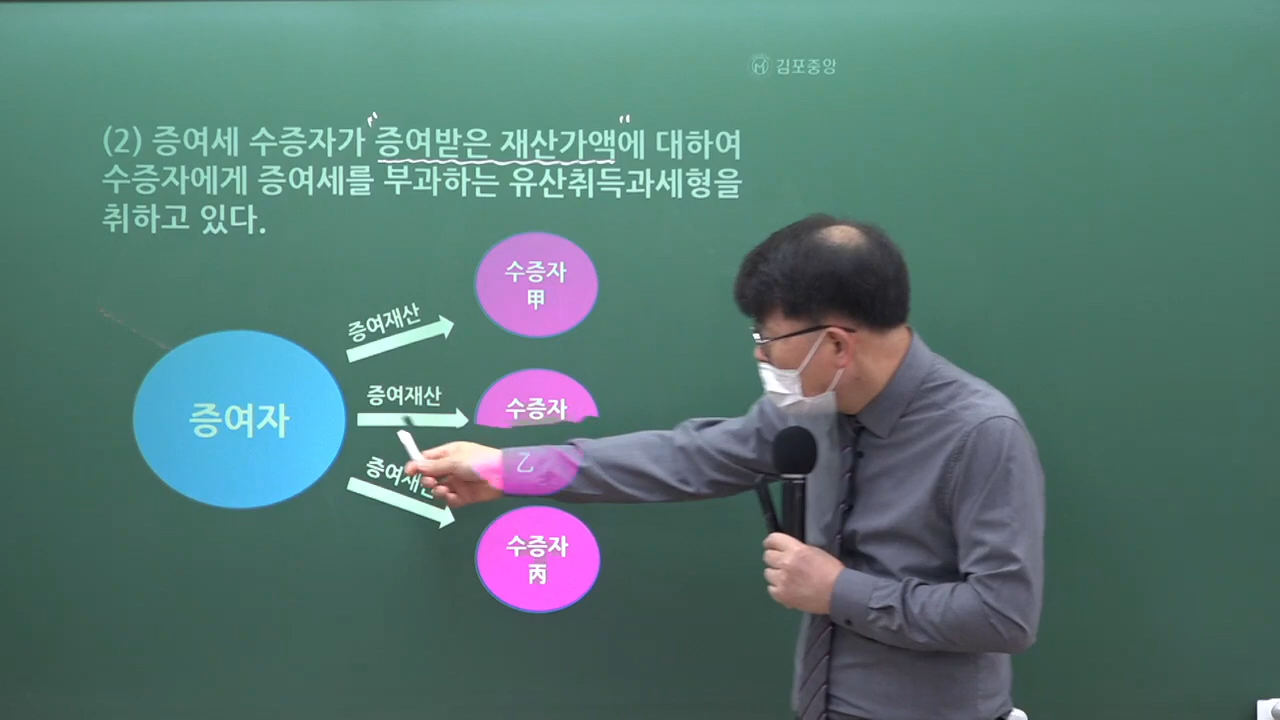 김포중앙
(2) 증여세 수증자가 "증여받은 재산가액"에 대하여
수증자에게 증여세를 부과하는 유산취득과세형을
취하고 있다.
수증자
甲
증여재산
증여자
증여재산
수증자
乙
증여재산
수증자
丙